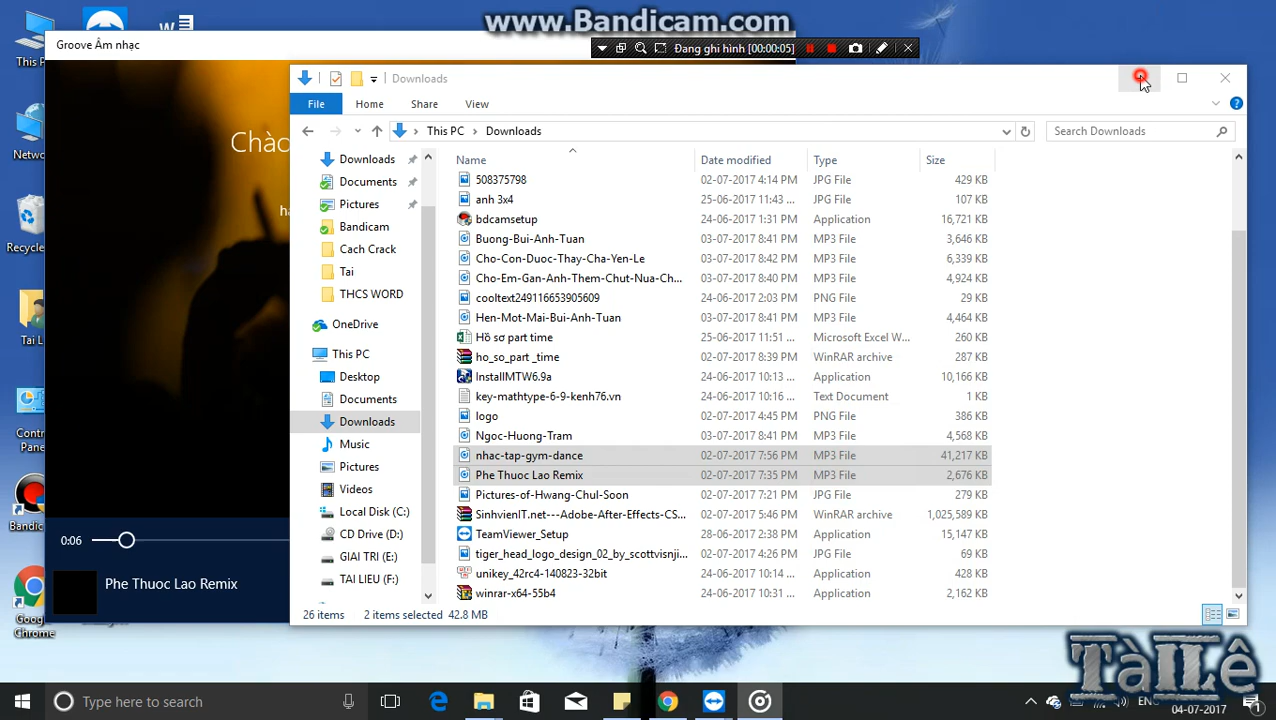 www.Bandicam.com
This P
Groove Âm nhạc
Đang ghi hình [00:00:05]
Downloads
File Home Share View
This PC Downloads
Search Downloads
Chào
Netwo
Recycle
Tai L
Contr
Pane
Bandic
Goog
Chrome
Downloads
Documents
Pictures
Bandicam
Cach Crack
Tai
THCS WORD
OneDrive
This PC
Desktop
Documents
Downloads
Music
Pictures
Videos
Local Disk (C:)
CD Drive (D:)
GIAI TRI (E:)
TAI LIEU (F:)
Name Date modified Type Size
508375798 02-07-2017 4:14 PM JPG File 429 KB
anh 3x4 25-06-2017 11:43 ... JPG File 107 KB
bdcamsetup 24-06-2017 1:31 PM Application 16,721 KB
Buong-Bui-Anh-Tuan 03-07-2017 8:41 PM MP3 File 3,646 KB
Cho-Con-Duoc-Thay-Cha-Yen-Le 03-07-2017 8:42 PM MP3 File 6,339 KB
Cho-Em-Gan-Anh-Them-Chut-Nua-Ch... 03-07-2017 8:40 PM MP3 File 4,924 KB
cooltext249116653905609 24-06-2017 2:03 PM PNG File 29 KB
Hen-Mot-Mai-Bui-Anh-Tuan 03-07-2017 8:41 PM MP3 File 4,464 KB
Hồ sơ part time 25-06-2017 11:51 ... Microsoft Excel W... 260 KB
ho_so_part _time 02-07-2017 8:39 PM WinRAR archive 287 KB
InstallMTW6.9a 24-06-2017 10:13 ... Application 10,166 KB
key-mathtype-6-9-kenh76.vn 24-06-2017 10:16 ... Text Document 1 KB
logo 02-07-2017 4:45 PM PNG File 386 KB
Ngoc-Huong-Tram 03-07-2017 8:41 PM MP3 File 4,568 KB
nhac-tap-gym-dance 02-07-2017 7:56 PM MP3 File 41,217 KB
Phe Thuoc Lao Remix 02-07-2017 7:35 PM MP3 File 2,676 KB
Pictures-of-Hwang-Chul-Soon 02-07-2017 7:21 PM JPG File 279 KB
SinhvienIT.net---Adobe-After-Effects-CS... 02-07-2017 5:46 PM WinRAR archive 1,025,589 KB
TeamViewer_Setup 28-06-2017 2:38 PM Application 15,147 KB
tiger_head_logo_design_02_by_scottvisnji... 02-07-2017 4:26 PM JPG File 69 KB
unikey_42rc4-140823-32bit 24-06-2017 10:14 ... Application 428 KB
winrar-x64-55b4 24-06-2017 10:31 ... Application 2,162 KB
26 items 2 items selected 42.8 MB
0:06
Phe Thuoc Lao Remix
TàiLê
Type here to search
ENG
04-07-2017